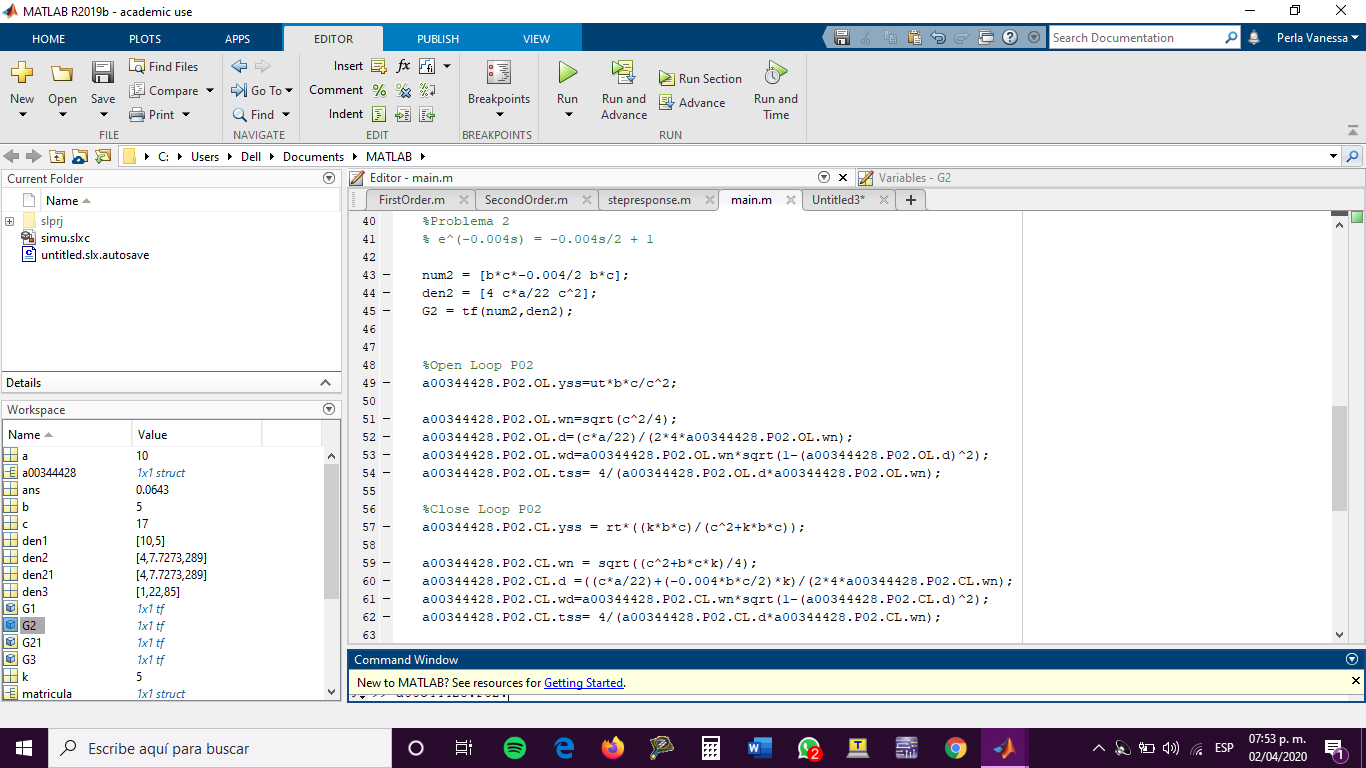 MATLAB R2019b - academic use
HOME PLOTS APPS EDITOR PUBLISH VIEW
Search Documentation
Perla Vanessa
New
Open
Save
Find Files
Compare
Print
FILE
Go To
Find
NAVIGATE
Insert
fx
Comment
%
Indent
EDIT
Breakpoints
BREAKPOINTS
Run
Run and
Advance
Run Section
Advance
Run and
Time
RUN
C: Users Dell Documents MATLAB
Current Folder
Name
slprj
simu.slxc
untitled.slx.autosave
Details
Workspace
Name Value
a 10
a00344428 1x1 struct
ans 0.0643
b 5
c 17
den1 [10,5]
den2 [4,7.7273,289]
den21 [4,7.7273,289]
den3 [1,22,85]
G1 1x1 tf
G2 1x1 tf
G21 1x1 tf
G3 1x1 tf
k 5
matricula 1x1 struct
Editor - main.m
Variables - G2
FirstOrder.m SecondOrder.m stepresponse.m main.m Untitled3*
40 %Problema 2
41 % e^(-0.004s) = -0.004s/2 + 1
42
43 num2 = [b*c*-0.004/2 b*c];
44 den2 = [4 c*a/22 c^2];
45 G2 = tf(num2,den2);
46
47
48 %Open Loop P02
49 a00344428.P02.OL.yss=ut*b*c/c^2;
50
51 a00344428.P02.OL.wn=sqrt(c^2/4);
52 a00344428.P02.OL.d=(c*a/22)/(2*4*a00344428.P02.OL.wn);
53 a00344428.P02.OL.wd=a00344428.P02.OL.wn*sqrt(1-(a00344428.P02.OL.d)^2);
54 a00344428.P02.OL.tss= 4/(a00344428.P02.OL.d*a00344428.P02.OL.wn);
55
56 %Close Loop P02
57 a00344428.P02.CL.yss = rt*((k*b*c)/(c^2+k*b*c));
58
59 a00344428.P02.CL.wn = sqrt((c^2+b*c*k)/4);
60 a00344428.P02.CL.d =((c*a/22)+(-0.004*b*c/2)*k)/(2*4*a00344428.P02.CL.wn);
61 a00344428.P02.CL.wd=a00344428.P02.CL.wn*sqrt(1-(a00344428.P02.CL.d)^2);
62 a00344428.P02.CL.tss= 4/(a00344428.P02.CL.d*a00344428.P02.CL.wn);
63
Command Window
New to MATLAB? See resources for Getting Started.
Escribe aquí para buscar
2
ESP
07:53 p. m.
02/04/2020
1